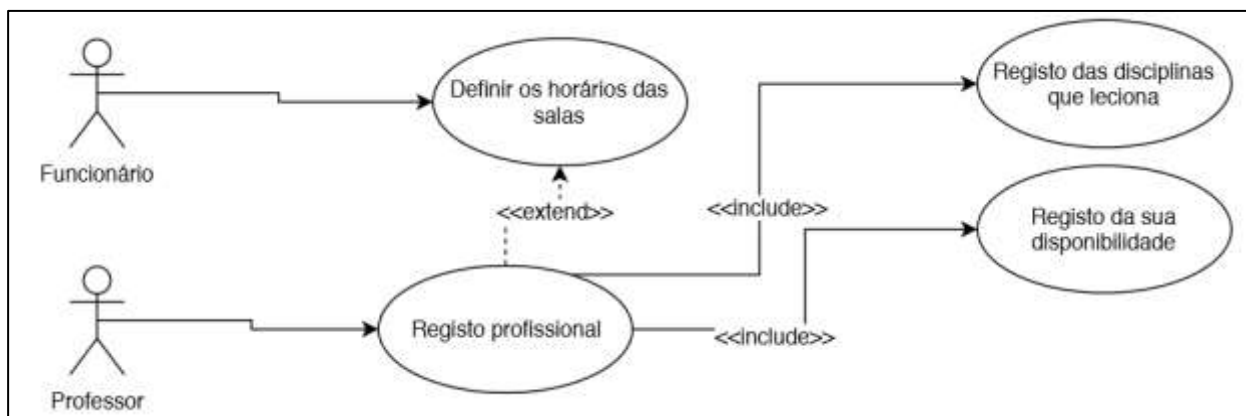 Funcionário
Definir os horários das
salas
Registo das disciplinas
que leciona
<<extend>>
<<include>>
Registo da sua
disponibilidade
Professor
Registo profissional
<<include>>